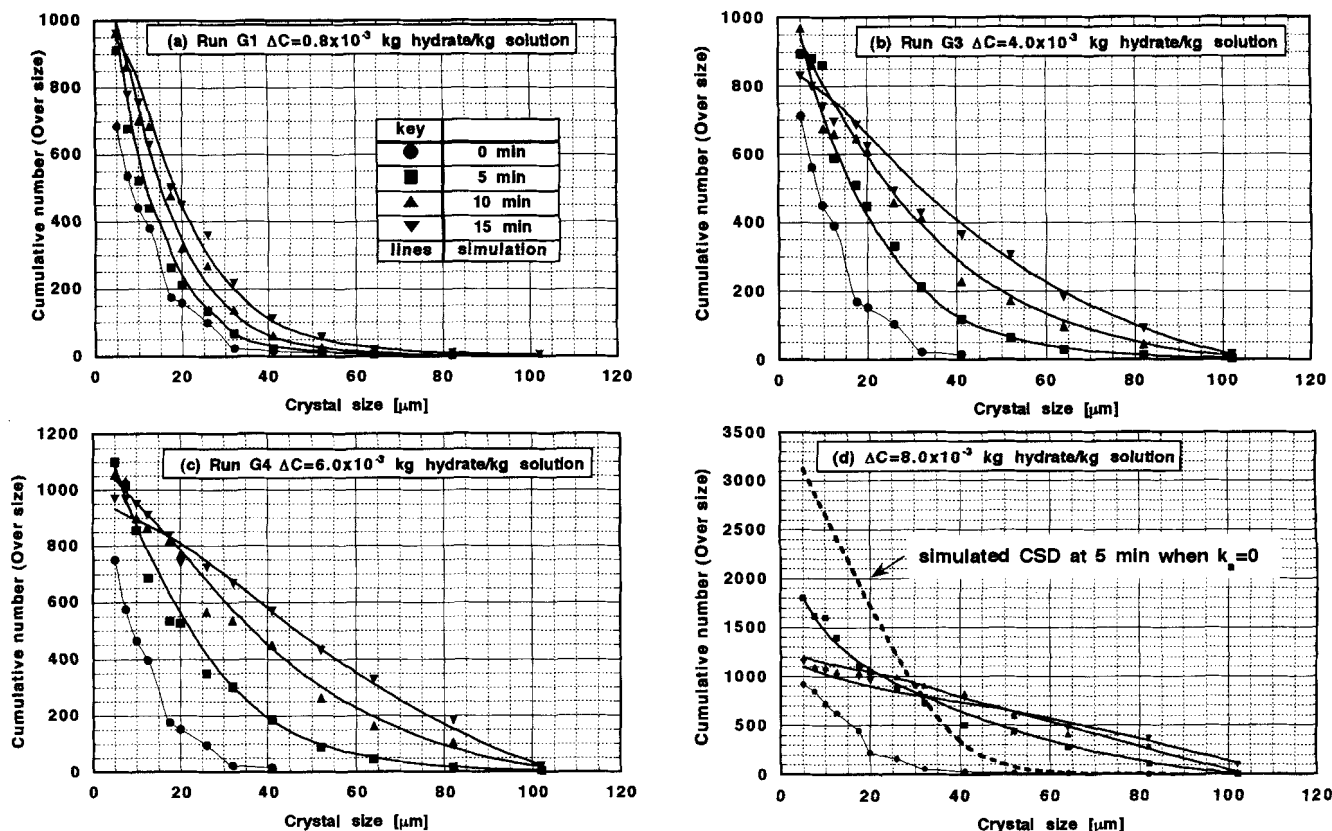 (a) Run G1 ΔC=0.8x10⁻³ kg hydrate/kg solution
Cumulative number (Over size)
1000
800
600
400
200
0
0 20 40 60 80 100 120
Crystal size [μm]
key
0 min
5 min
10 min
15 min
lines simulation
(b) Run G3 ΔC=4.0x10⁻³ kg hydrate/kg solution
Cumulative number (Over size)
1000
800
600
400
200
0
0 20 40 60 80 100 120
Crystal size [μm]
(c) Run G4 ΔC=6.0x10⁻³ kg hydrate/kg solution
Cumulative number (Over size)
1200
1000
800
600
400
200
0
0 20 40 60 80 100 120
Crystal size [μm]
(d) ΔC=8.0x10⁻³ kg hydrate/kg solution
Cumulative number (Over size)
3500
3000
2500
2000
1500
1000
500
0
simulated CSD at 5 min when kₐ=0
0 20 40 60 80 100 120
Crystal size [μm]